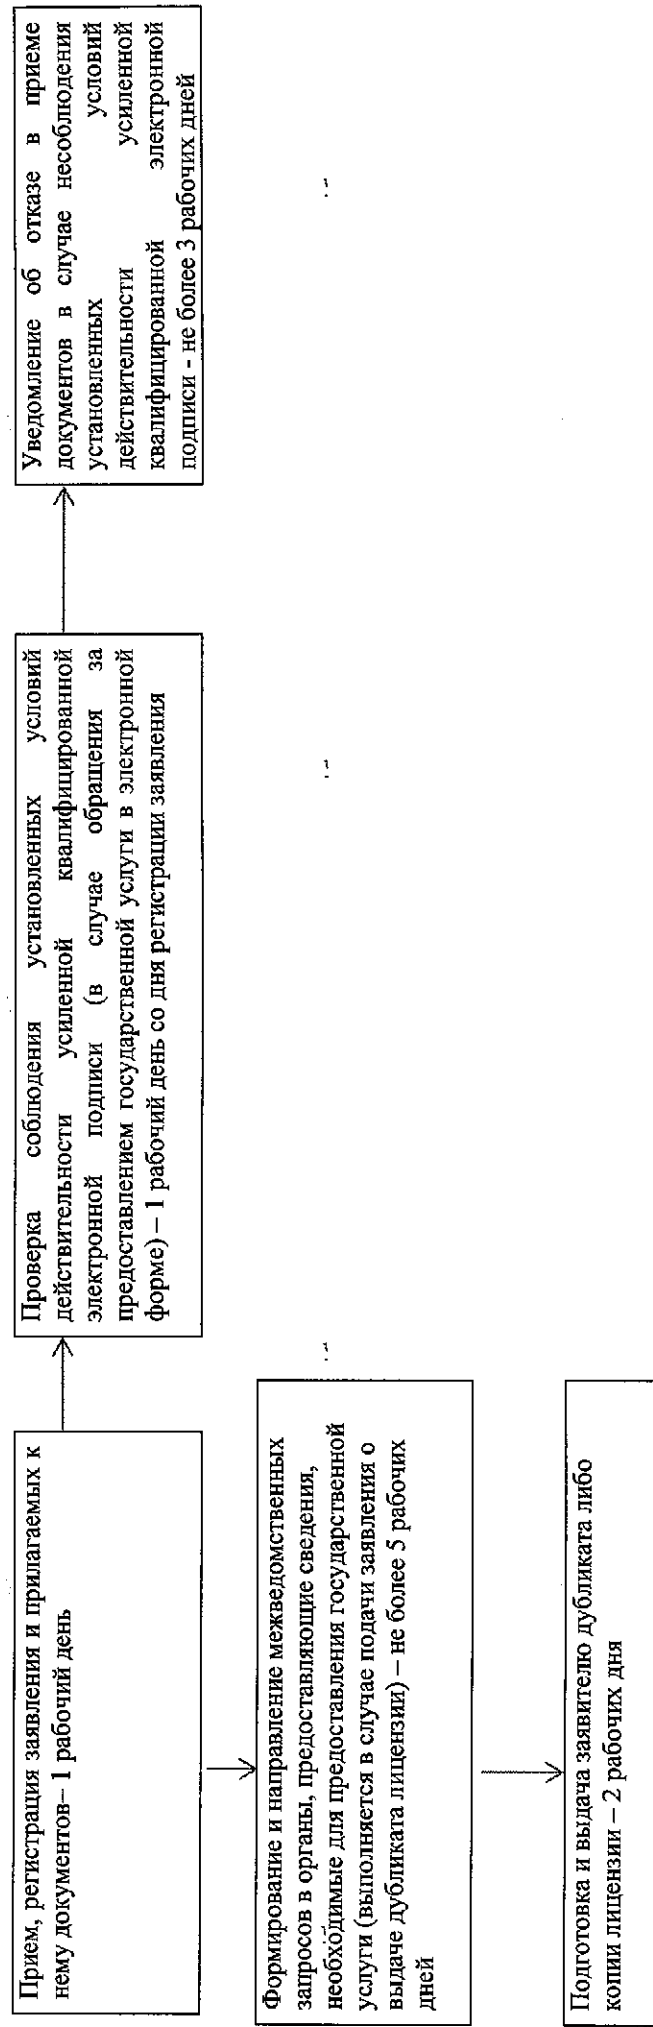 Прием, регистрация заявления и прилагаемых к
нему документов– 1 рабочий день
Проверка соблюдения установленных условий
действительности усиленной квалифицированной
электронной подписи (в случае обращения за
предоставлением государственной услуги в электронной
форме) – 1 рабочий день со дня регистрации заявления
Уведомление об отказе в приеме
документов в случае несоблюдения
установленных условий
действительности усиленной
квалифицированной электронной
подписи - не более 3 рабочих дней
Формирование и направление межведомственных
запросов в органы, предоставляющие сведения,
необходимые для предоставления государственной
услуги (выполняется в случае подачи заявления о
выдаче дубликата лицензии) – не более 5 рабочих
дней
Подготовка и выдача заявителю дубликата либо
копии лицензии – 2 рабочих дня